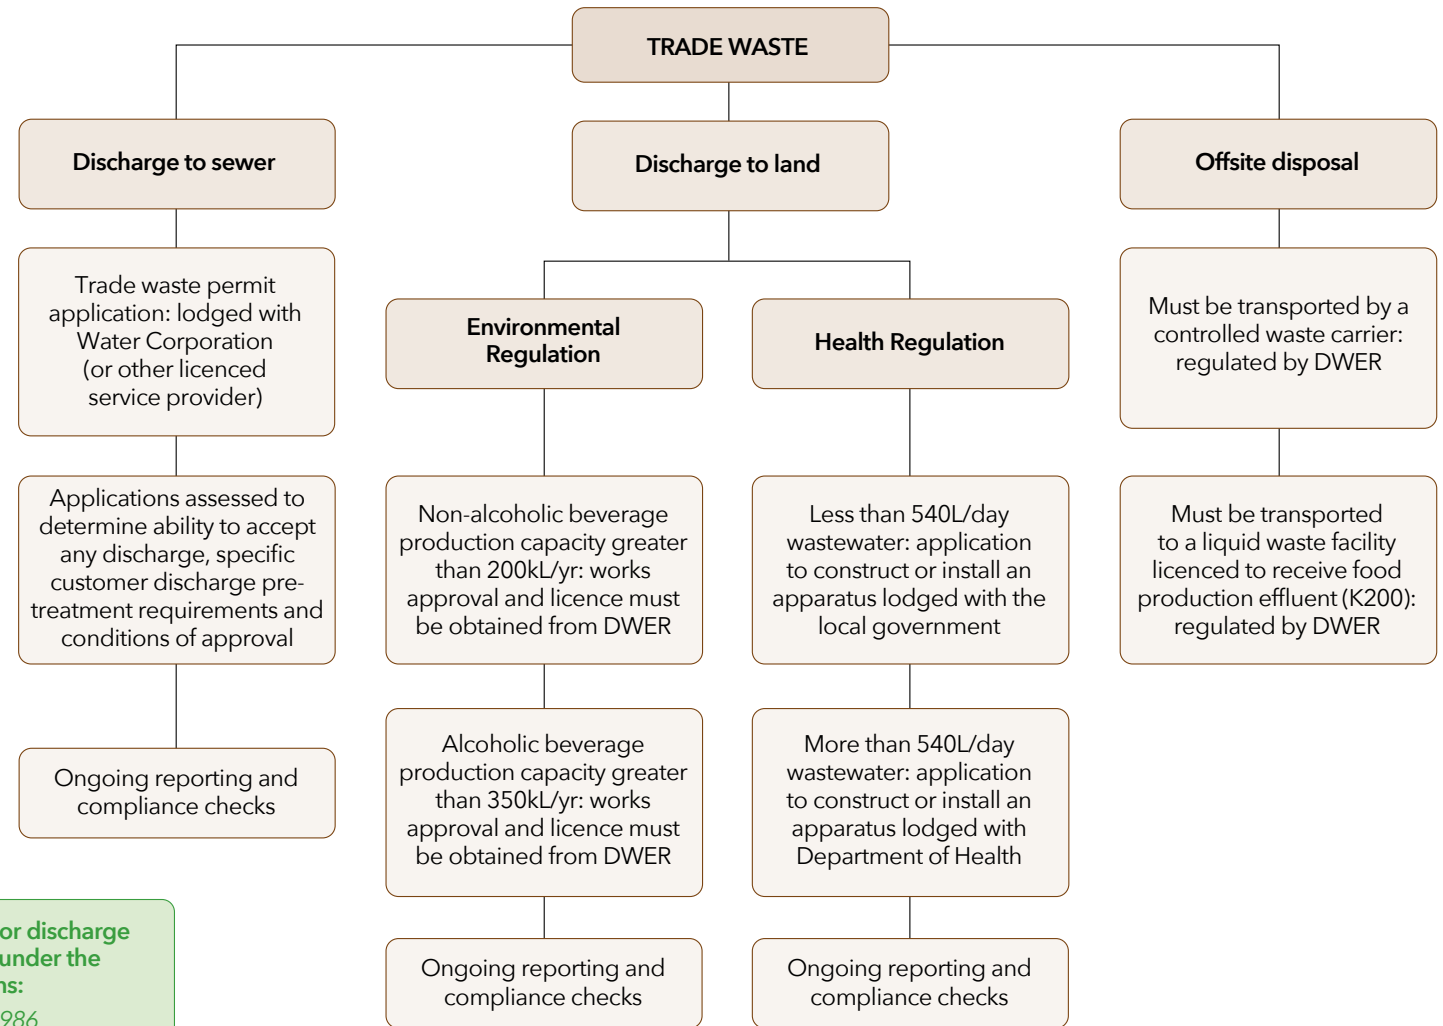 TRADE WASTE
Discharge to sewer
Trade waste permit
application: lodged with
Water Corporation
(or other licenced
service provider)
Applications assessed to
determine ability to accept
any discharge, specific
customer discharge pre-
treatment requirements and
conditions of approval
Ongoing reporting and
compliance checks
Discharge to land
Environmental
Regulation
Non-alcoholic beverage
production capacity greater
than 200kL/yr: works
approval and licence must
be obtained from DWER
Alcoholic beverage
production capacity greater
than 350kL/yr: works
approval and licence must
be obtained from DWER
Ongoing reporting and
compliance checks
Health Regulation
Less than 540L/day
wastewater: application
to construct or install an
apparatus lodged with the
local government
More than 540L/day
wastewater: application
to construct or install an
apparatus lodged with
Department of Health
Ongoing reporting and
compliance checks
Offsite disposal
Must be transported by a
controlled waste carrier:
regulated by DWER
Must be transported
to a liquid waste facility
licenced to receive food
production effluent (K200):
regulated by DWER
or discharge
under the
ns:
986